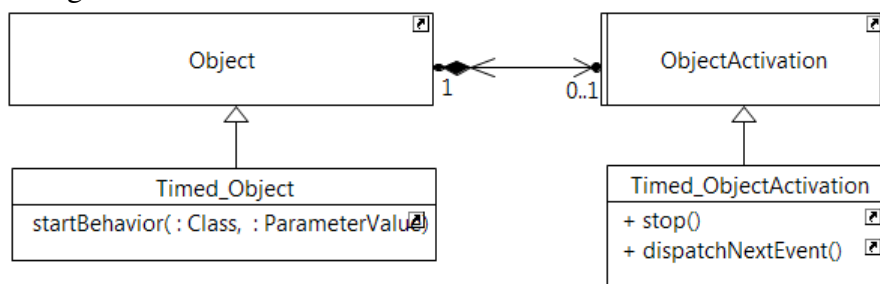 Object
ObjectActivation
1
0..1
Timed_Object
startBehavior( : Class, : ParameterValue)
Timed_ObjectActivation
+ stop()
+ dispatchNextEvent()